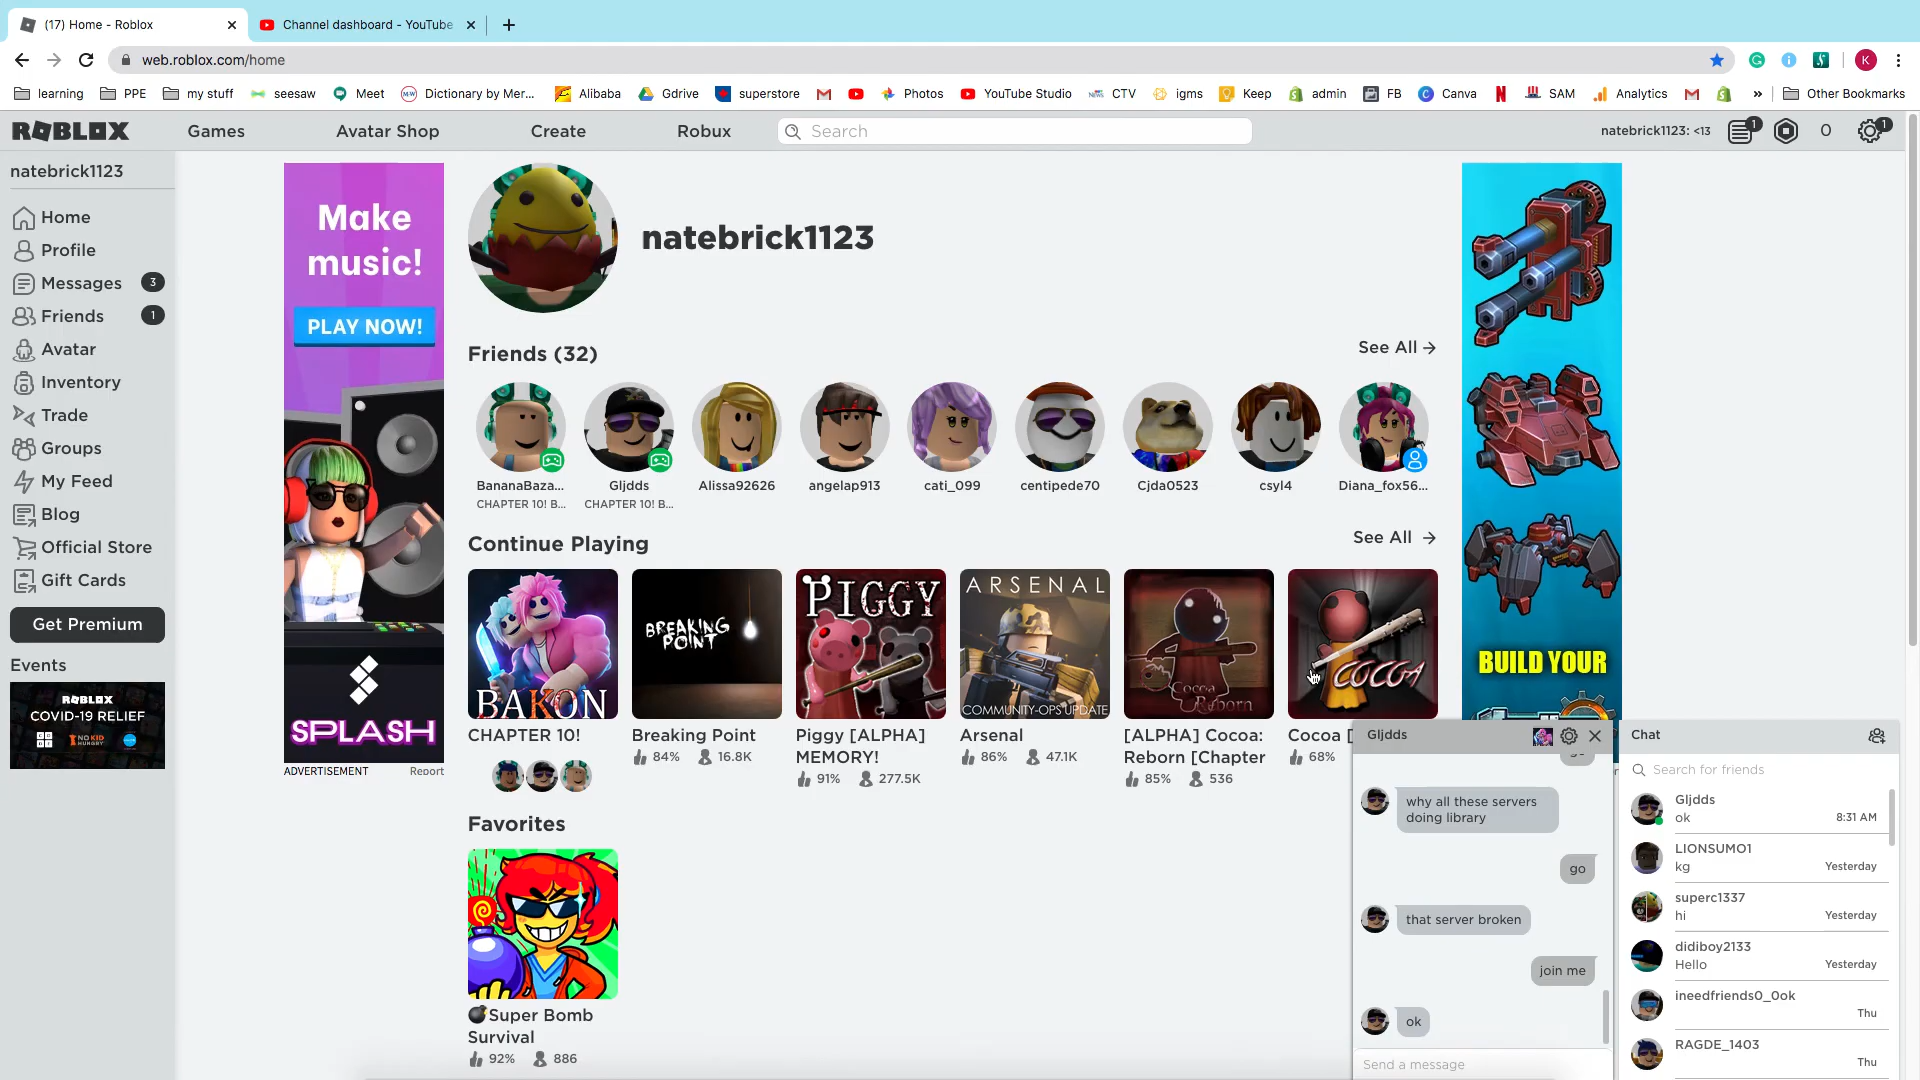 (17) Home - Roblox
Channel dashboard - YouTube
web.roblox.com/home
K
learning
PPE
my stuff
seesaw
Meet
Dictionary by Mer...
Alibaba
Gdrive
superstore
Photos
YouTube Studio
CTV
igms
Keep
admin
FB
Canva
SAM
Analytics
»
Other Bookmarks
ROBLOX
Games
Avatar Shop
Create
Robux
Search
natebrick1123: <13
1
0
1
natebrick1123
Home
Profile
Messages
3
Friends
1
Avatar
Inventory
Trade
Groups
My Feed
Blog
Official Store
Gift Cards
Get Premium
Events
ROBLOX
COVID-19 RELIEF
NO KID
HUNGRY
Make
music!
PLAY NOW!
SPLASH
ADVERTISEMENT
Report
natebrick1123
Friends (32)
See All →
BananaBaza...
CHAPTER 10! B...
Gljdds
CHAPTER 10! B...
Alissa92626
angelap913
cati_099
centipede70
Cjda0523
csyl4
Diana_fox56...
Continue Playing
See All →
BAKON
CHAPTER 10!
BREAKING
POINT
Breaking Point
84%
16.8K
PIGGY
Piggy [ALPHA]
MEMORY!
91%
277.5K
ARSENAL
COMMUNITY-OPS UPDATE
Arsenal
86%
47.1K
Cocoa
Reborn
[ALPHA] Cocoa:
Reborn [Chapter
85%
536
COCOA
Cocoa [
68%
Favorites
Super Bomb
Survival
92%
886
BUILD YOUR
Gljdds
why all these servers
doing library
go
that server broken
join me
ok
Send a message
Chat
Search for friends
Gljdds
ok
8:31 AM
LIONSUMO1
kg
Yesterday
superc1337
hi
Yesterday
didiboy2133
Hello
Yesterday
ineedfriends0_0ok
Thu
RAGDE_1403
Thu